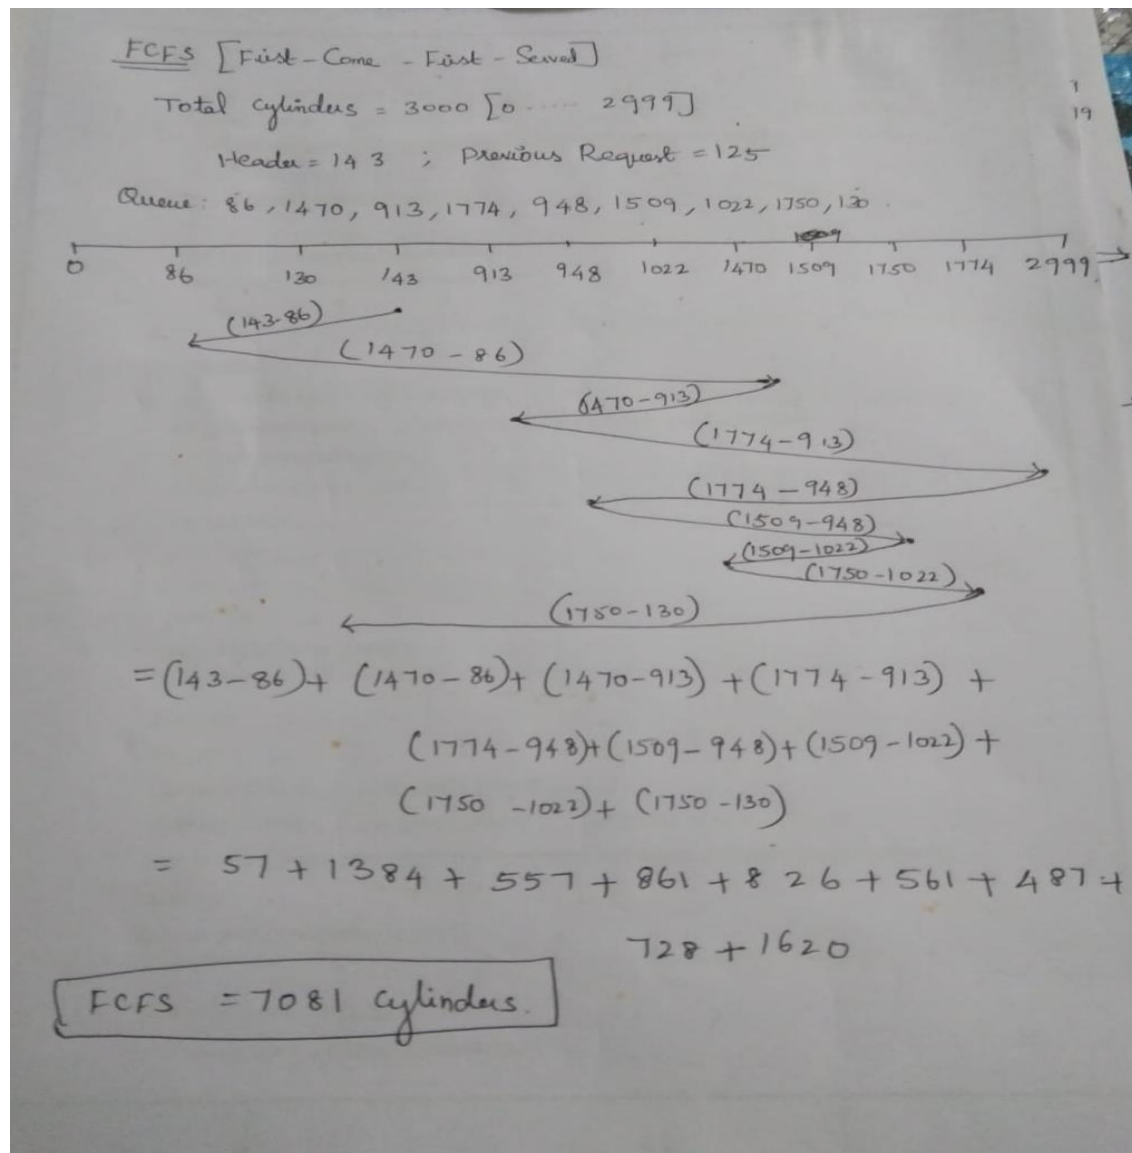 FCFS [First-Come-First-Served]
Total cylinders = 3000 [0 ..... 2999]
1
19
Header = 143 ; Previous Request = 125
Queue: 86, 1470, 913, 1774, 948, 1509, 1022, 1750, 130.
0 86 130 143 913 948 1022 1470 1509 1750 1774 2999
(143-86)
(1470-86)
(1470-913)
(1774-913)
(1774-948)
(1509-948)
(1509-1022)
(1750-1022)
(1750-130)
=(143-86)+ (1470-86)+ (1470-913) +(1774-913) +
(1774-948)+(1509-948)+(1509-1022)+
(1750-1022)+ (1750-130)
= 57+1384+557+861+826+561+487+
728+1620
FCFS = 7081 cylinders.